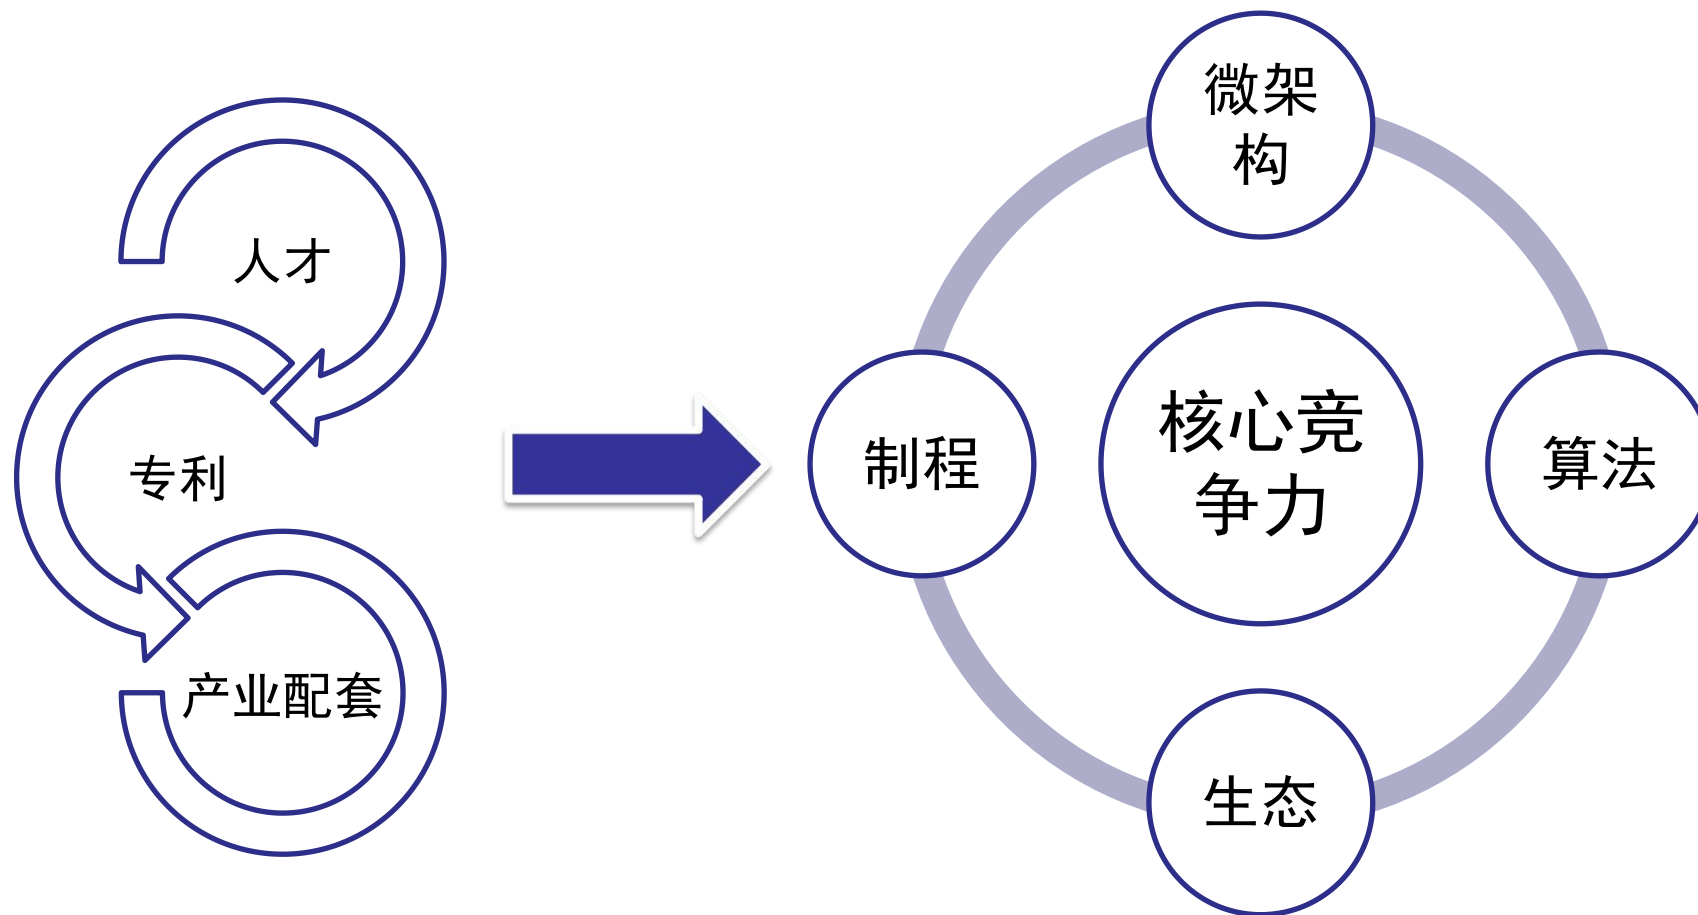 人才
专利
产业配套
微架
构
制程
核心竞
争力
算法
生态